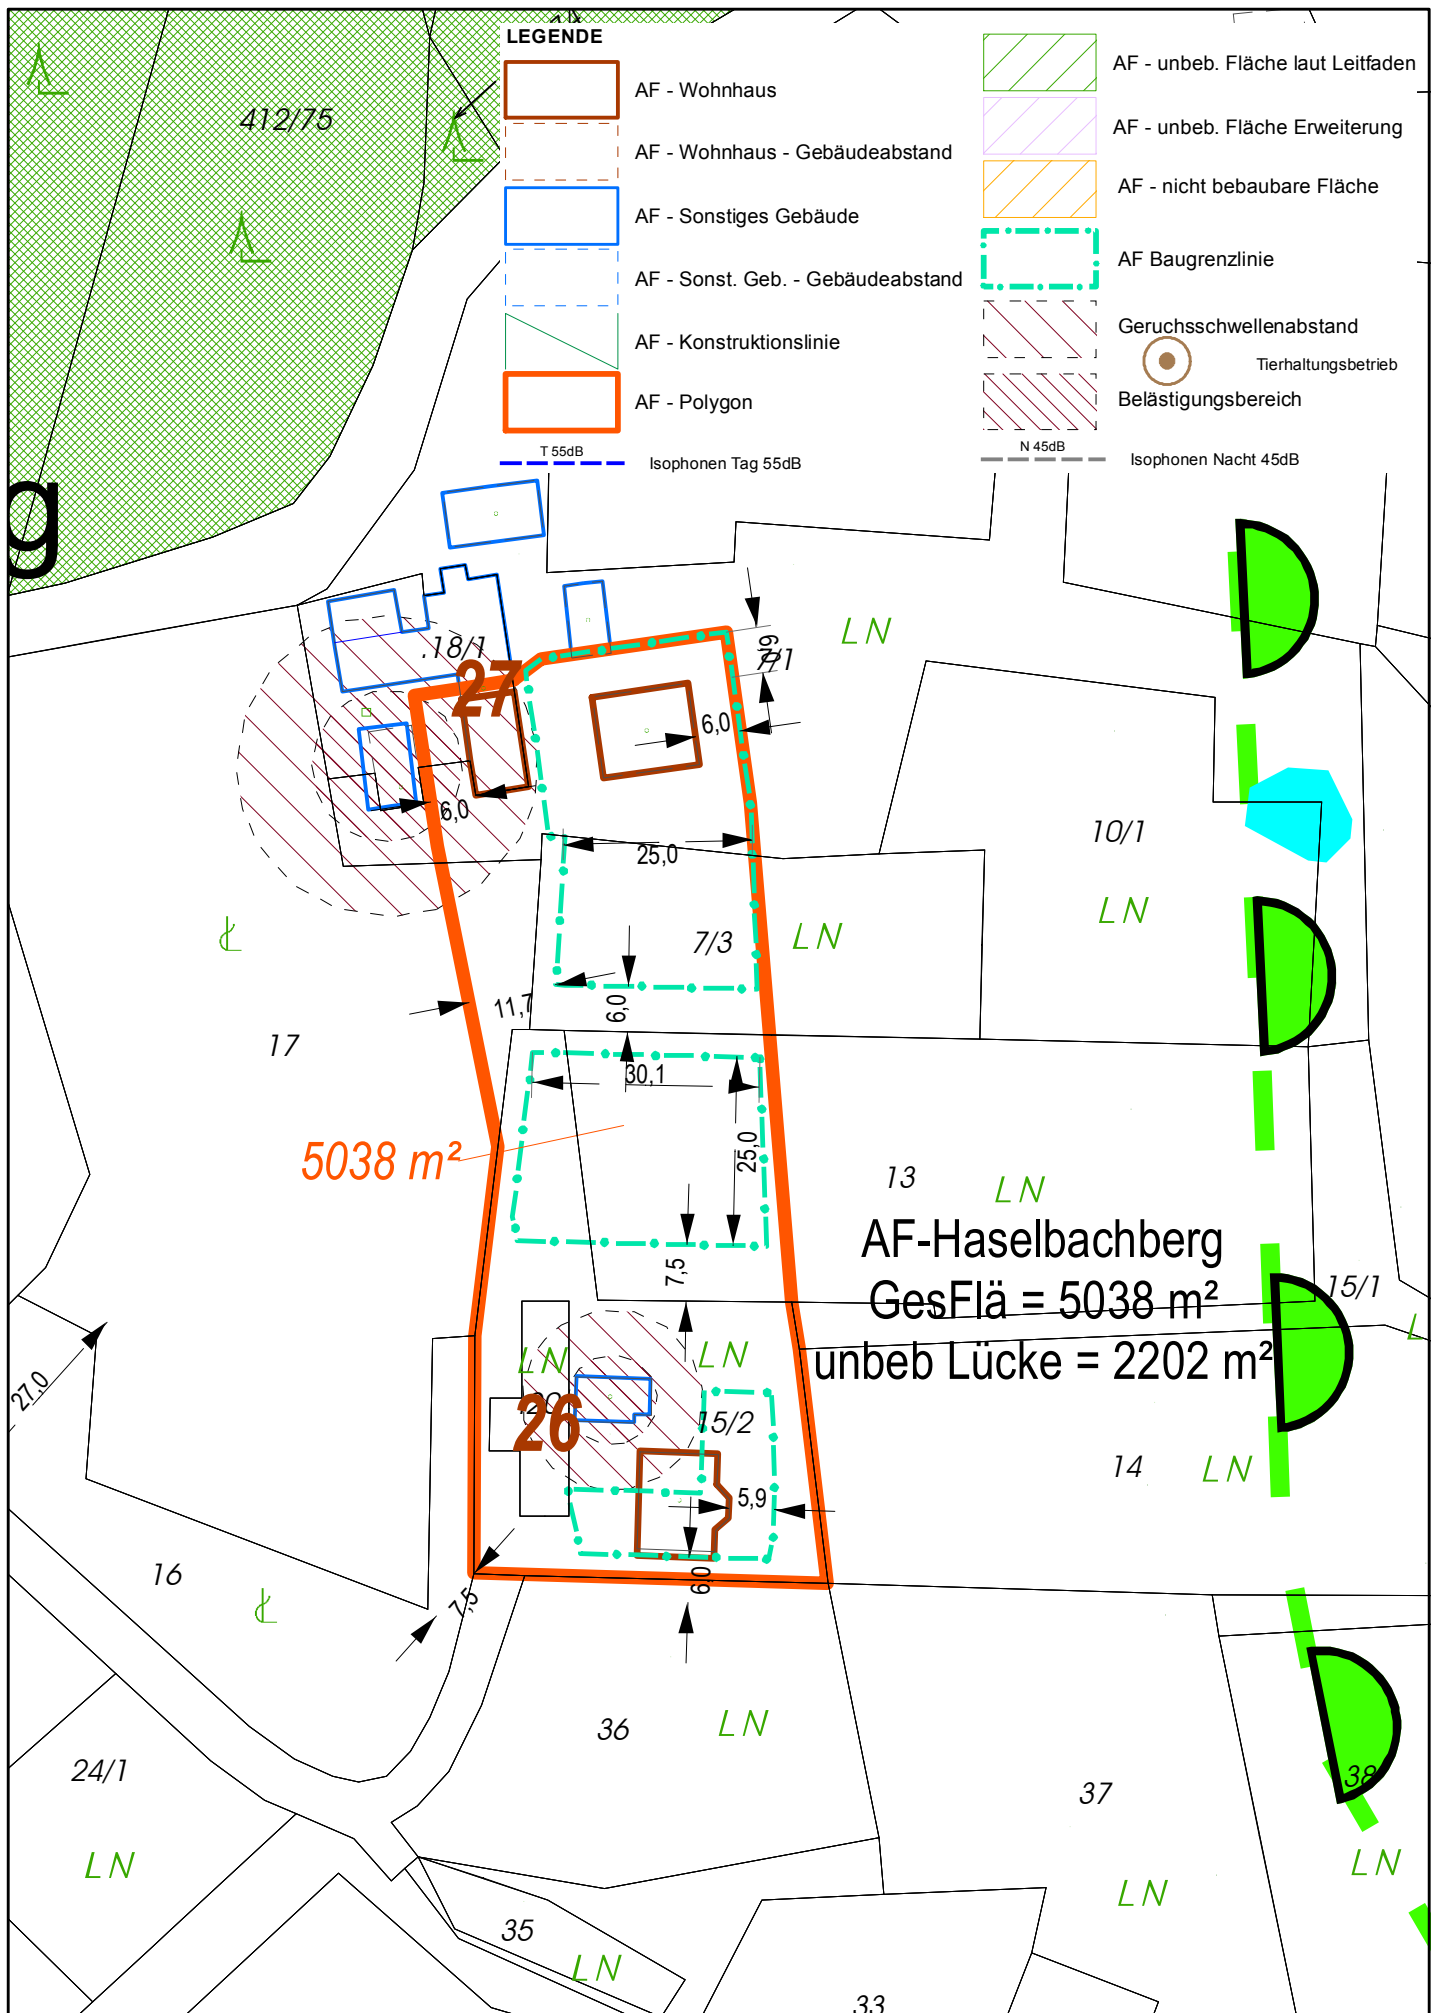 LEGENDE
AF - Wohnhaus
AF - Wohnhaus - Gebäudeabstand
AF - Sonstiges Gebäude
AF - Sonst. Geb. - Gebäudeabstand
AF - Konstruktionslinie
AF - Polygon
T 55dB
Isophonen Tag 55dB
AF - unbeb. Fläche laut Leitfaden
AF - unbeb. Fläche Erweiterung
AF - nicht bebaubare Fläche
AF Baugrenzlinie
Geruchsschwellenabstand
Tierhaltungsbetrieb
Belästigungsbereich
N 45dB
Isophonen Nacht 45dB
412/75
g
.18/1
27
LN
7/1
6,0
6,0
10/1
25,0
LN
7/3
LN
11,7
6,0
17
30,1
25,0
5038 m²
13
LN
AF-Haselbachberg
GesFlä = 5038 m²
unbeb Lücke = 2202 m²
15/1
7,5
LN
LN
27,0
.20
26
15/2
14
LN
5,9
16
6,0
7,5
36
LN
24/1
37
38
LN
LN
LN
35
LN
33